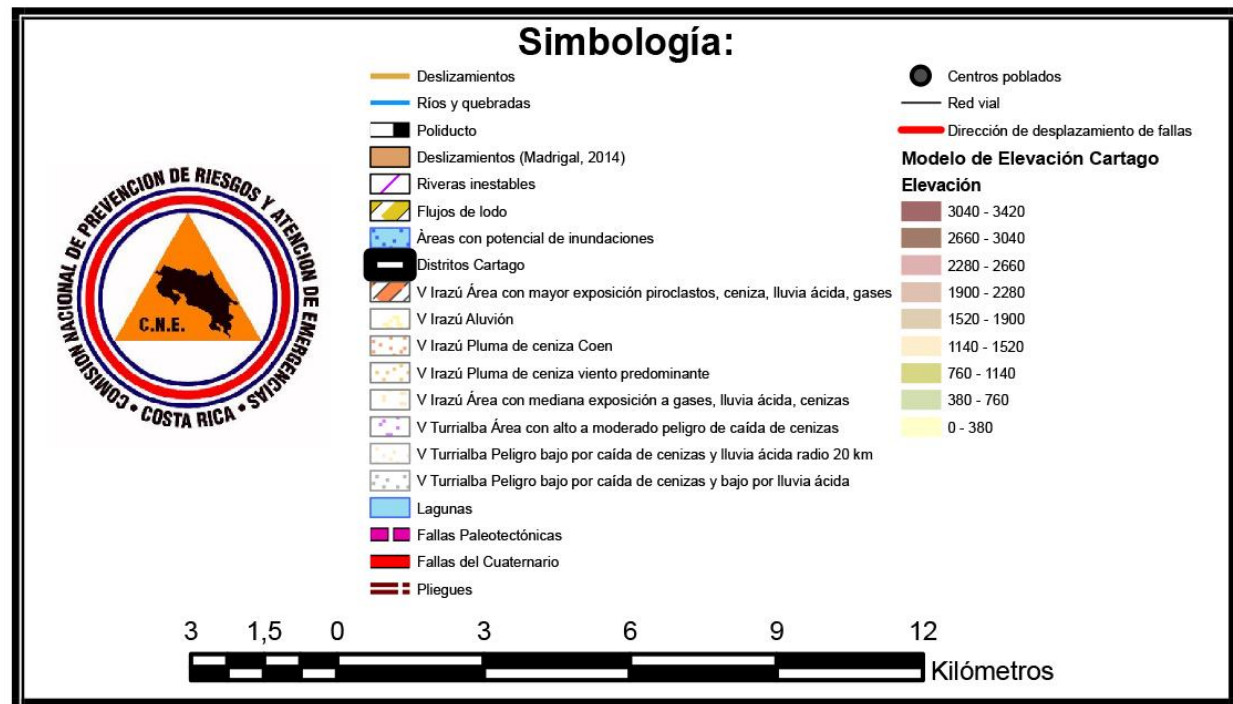 Simbología:
COMISION NACIONAL DE PREVENCION DE RIESGOS Y ATENCION DE EMERGENCIAS
• COSTA RICA •
C.N.E.
Deslizamientos
Ríos y quebradas
Poliducto
Deslizamientos (Madrigal, 2014)
Riveras inestables
Flujos de lodo
Àreas con potencial de inundaciones
Distritos Cartago
V Irazú Área con mayor exposición piroclastos, ceniza, lluvia ácida, gases
V Irazú Aluvión
V Irazú Pluma de ceniza Coen
V Irazú Pluma de ceniza viento predominante
V Irazú Área con mediana exposición a gases, lluvia ácida, cenizas
V Turrialba Área con alto a moderado peligro de caída de cenizas
V Turrialba Peligro bajo por caída de cenizas y lluvia ácida radio 20 km
V Turrialba Peligro bajo por caída de cenizas y bajo por lluvia ácida
Lagunas
Fallas Paleotectónicas
Fallas del Cuaternario
Pliegues
Centros poblados
Red vial
Dirección de desplazamiento de fallas
Modelo de Elevación Cartago
Elevación
3040 - 3420
2660 - 3040
2280 - 2660
1900 - 2280
1520 - 1900
1140 - 1520
760 - 1140
380 - 760
0 - 380
3 1,5 0 3 6 9 12
Kilómetros